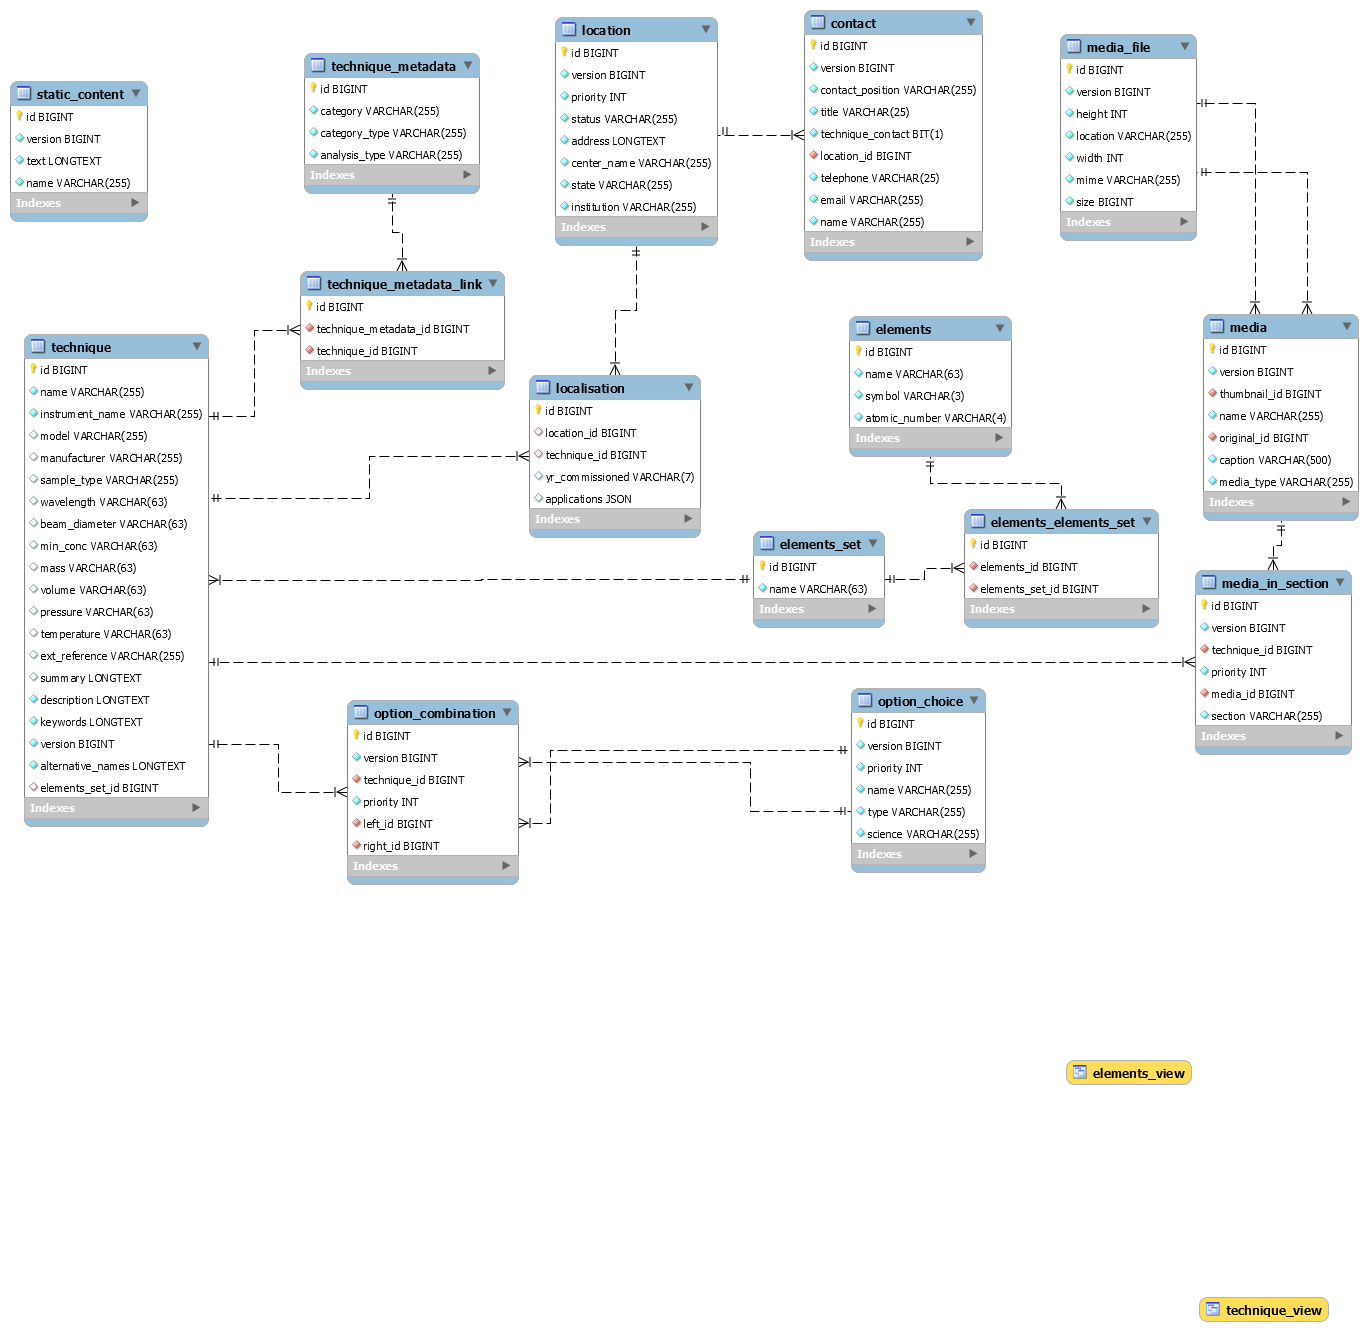 static_content
id BIGINT
version BIGINT
text LONGTEXT
name VARCHAR(255)
Indexes
technique_metadata
id BIGINT
category VARCHAR(255)
category_type VARCHAR(255)
analysis_type VARCHAR(255)
Indexes
location
id BIGINT
version BIGINT
priority INT
status VARCHAR(255)
address LONGTEXT
center_name VARCHAR(255)
state VARCHAR(255)
institution VARCHAR(255)
Indexes
contact
id BIGINT
version BIGINT
contact_position VARCHAR(255)
title VARCHAR(25)
technique_contact BIT(1)
location_id BIGINT
telephone VARCHAR(25)
email VARCHAR(255)
name VARCHAR(255)
Indexes
media_file
id BIGINT
version BIGINT
height INT
location VARCHAR(255)
width INT
mime VARCHAR(255)
size BIGINT
Indexes
technique_metadata_link
id BIGINT
technique_metadata_id BIGINT
technique_id BIGINT
Indexes
technique
id BIGINT
name VARCHAR(255)
instrument_name VARCHAR(255)
model VARCHAR(255)
manufacturer VARCHAR(255)
sample_type VARCHAR(255)
wavelength VARCHAR(63)
beam_diameter VARCHAR(63)
min_conc VARCHAR(63)
mass VARCHAR(63)
volume VARCHAR(63)
pressure VARCHAR(63)
temperature VARCHAR(63)
ext_reference VARCHAR(255)
summary LONGTEXT
description LONGTEXT
keywords LONGTEXT
version BIGINT
alternative_names LONGTEXT
elements_set_id BIGINT
Indexes
localisation
id BIGINT
location_id BIGINT
technique_id BIGINT
yr_commissioned VARCHAR(7)
applications JSON
Indexes
elements
id BIGINT
name VARCHAR(63)
symbol VARCHAR(3)
atomic_number VARCHAR(4)
Indexes
media
id BIGINT
version BIGINT
thumbnail_id BIGINT
name VARCHAR(255)
original_id BIGINT
caption VARCHAR(500)
media_type VARCHAR(255)
Indexes
elements_set
id BIGINT
name VARCHAR(63)
Indexes
elements_elements_set
id BIGINT
elements_id BIGINT
elements_set_id BIGINT
Indexes
media_in_section
id BIGINT
version BIGINT
technique_id BIGINT
priority INT
media_id BIGINT
section VARCHAR(255)
Indexes
option_combination
id BIGINT
version BIGINT
technique_id BIGINT
priority INT
left_id BIGINT
right_id BIGINT
Indexes
option_choice
id BIGINT
version BIGINT
priority INT
name VARCHAR(255)
type VARCHAR(255)
science VARCHAR(255)
Indexes
elements_view
technique_view